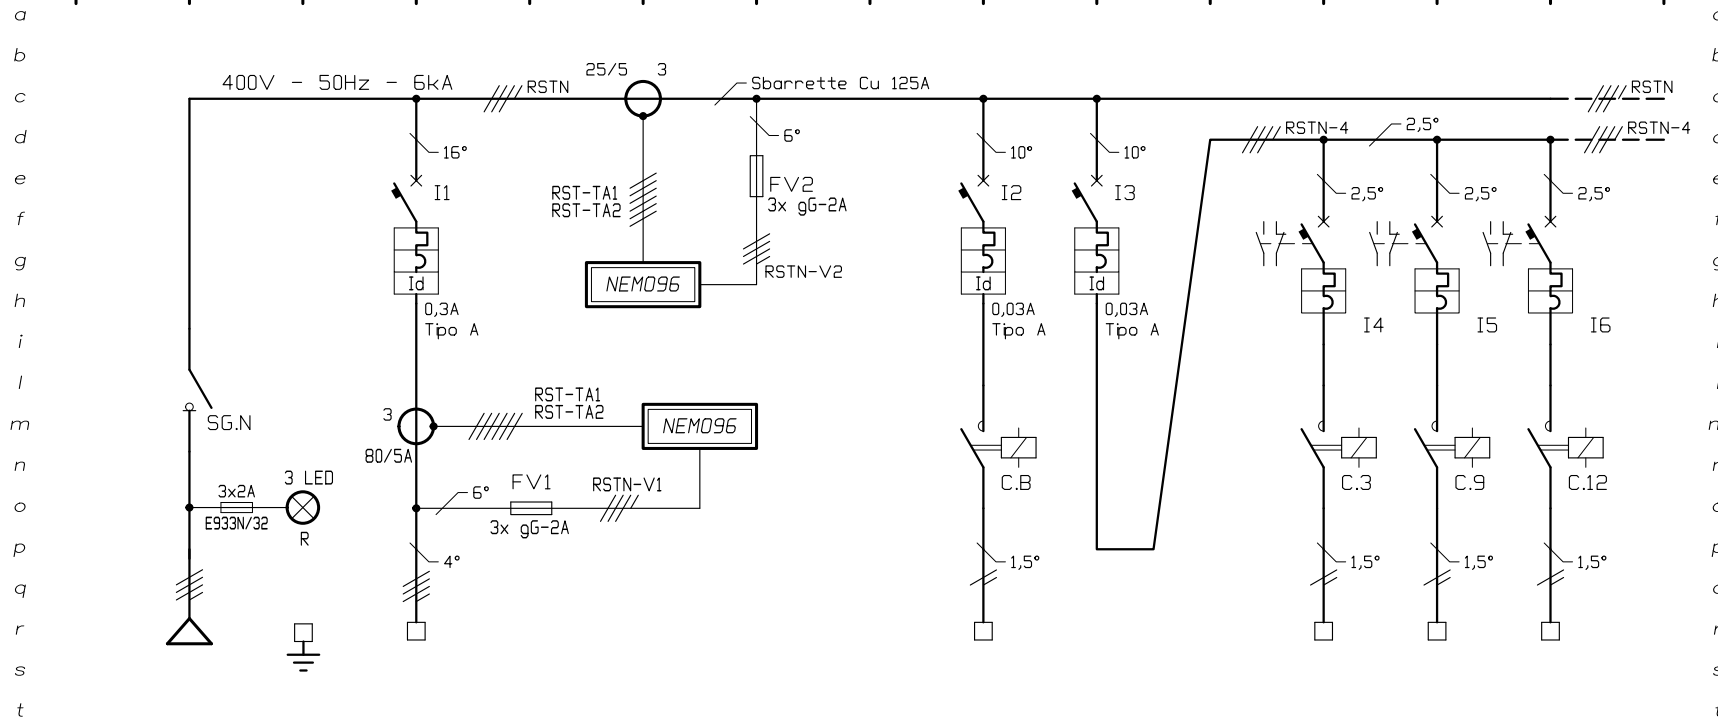 a
b
c
d
e
f
g
h
i
l
m
n
o
p
q
r
s
t
400V - 50Hz - 6kA
RSTN
25/5
3
Sbarrette Cu 125A
RSTN
RSTN-4
2,5°
RSTN-4
16°
6°
10°
10°
I1
RST-TA1
RST-TA2
FV2
3x gG-2A
I2
I3
2,5°
2,5°
2,5°
RSTN-V2
NEMO96
Id
Id
Id
0,3A
Tipo A
0,03A
Tipo A
0,03A
Tipo A
I4
I5
I6
SG.N
3
80/5A
RST-TA1
RST-TA2
NEMO96
3x2A
E933N/32
3 LED
R
6°
FV1
3x gG-2A
RSTN-V1
C.B
C.3
C.9
C.12
4°
1,5°
1,5°
1,5°
1,5°